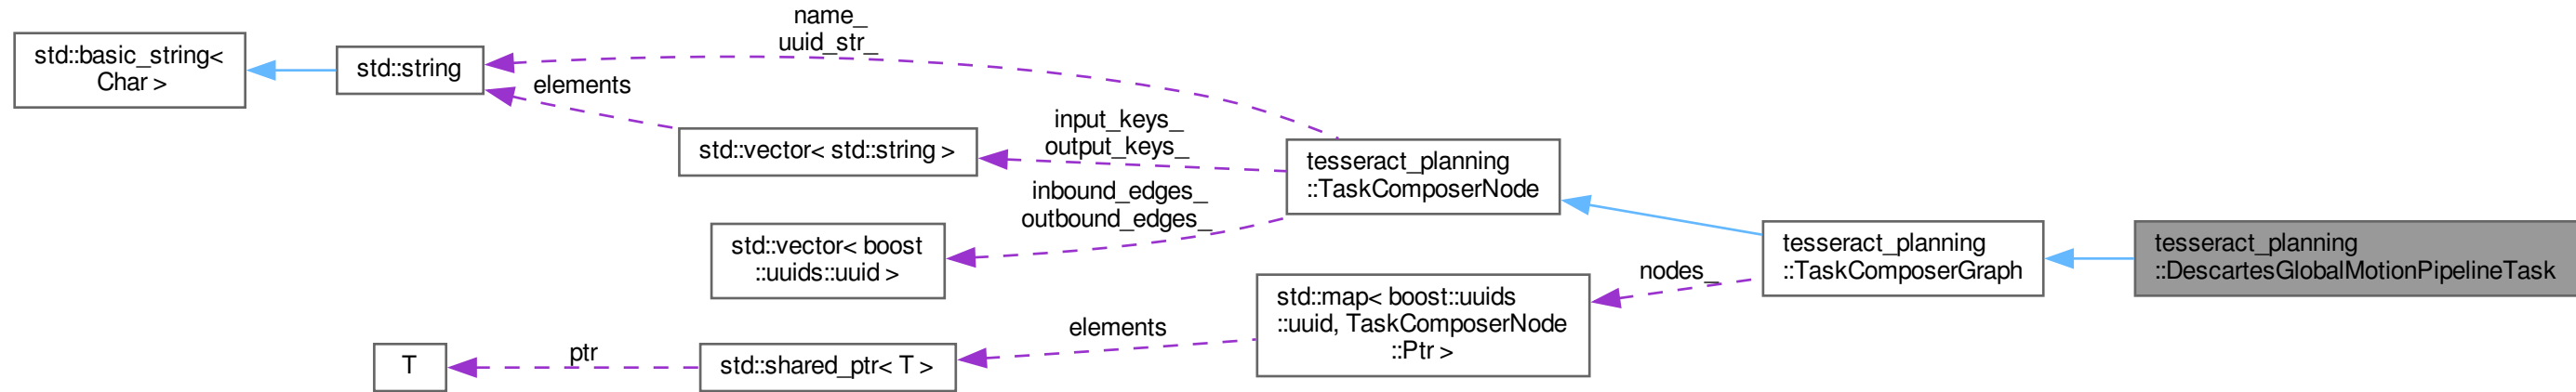 name_
uuid_str_
std::basic_string<
Char >
std::string
elements
input_keys_
output_keys_
std::vector< std::string >
tesseract_planning
::TaskComposerNode
inbound_edges_
outbound_edges_
std::vector< boost
::uuids::uuid >
tesseract_planning
::TaskComposerGraph
tesseract_planning
::DescartesGlobalMotionPipelineTask
nodes_
std::map< boost::uuids
::uuid, TaskComposerNode
::Ptr >
elements
ptr
T
std::shared_ptr< T >